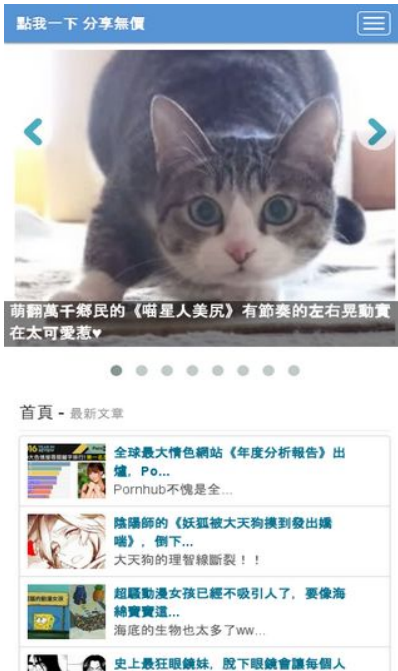 點我一下 分享無價
萌翻萬千鄉民的《喵星人美尻》有節奏的左右晃動實
在太可愛惹♥
首頁 - 最新文章
全球最大情色網站《年度分析報告》出
爐，Po...
Pornhub不愧是全...
陰陽師的《妖狐被大天狗摸到發出嬌
喘》，倒下...
大天狗的理智線斷裂！！
超騷動漫女孩已經不吸引人了，要像海
綿寶寶這...
海底的生物也太多了ww...
史上最狂眼鏡妹，脫下眼鏡會讓每個人